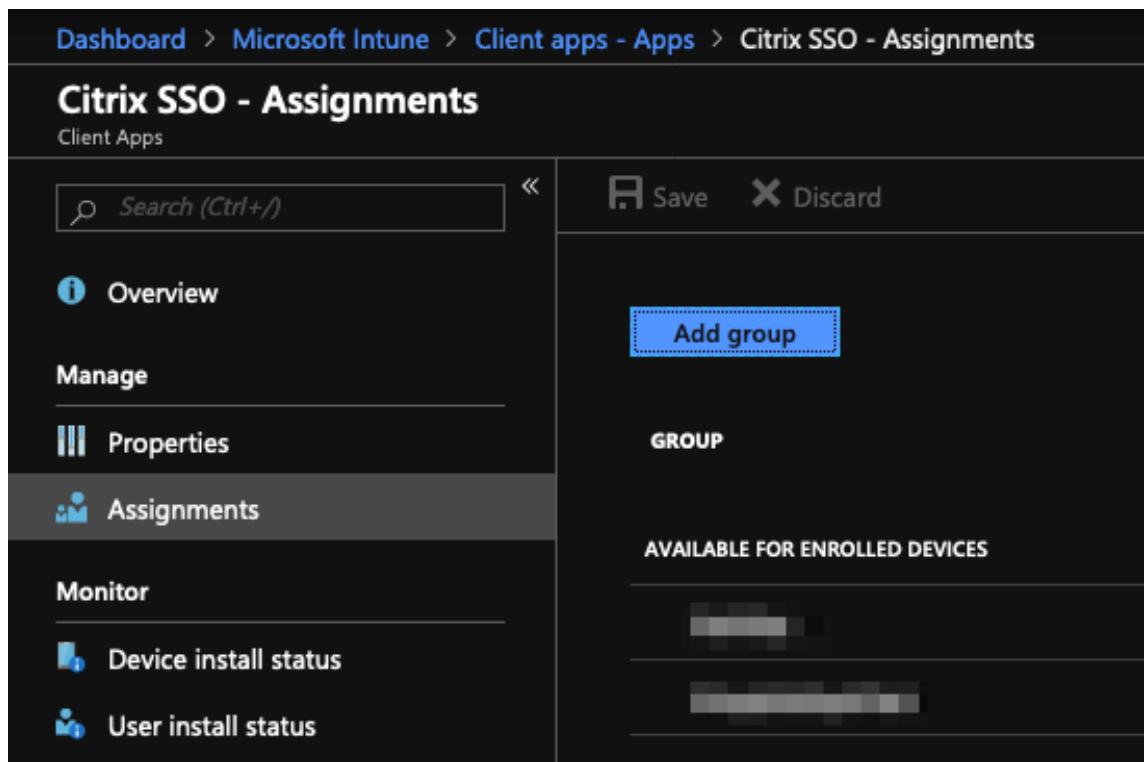 Dashboard > Microsoft Intune > Client apps - Apps > Citrix SSO - Assignments
Citrix SSO - Assignments
Client Apps
Search (Ctrl+/)
«
Save Discard
Overview
Add group
Manage
Properties
GROUP
Assignments
AVAILABLE FOR ENROLLED DEVICES
Monitor
Device install status
User install status